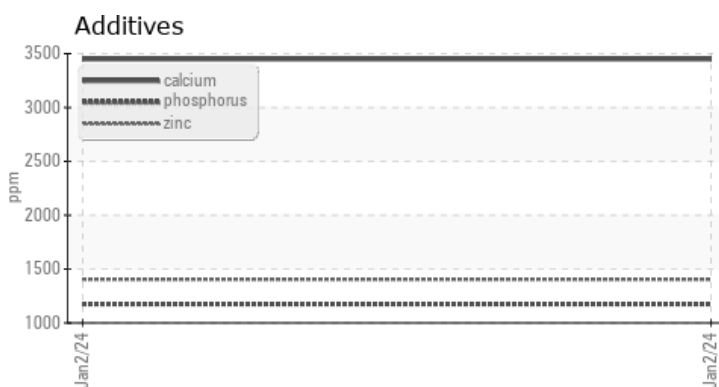 Additives
3500
3000
2500
2000
1500
1000
ppm
calcium
phosphorus
zinc
Jan2/24
Jan2/24